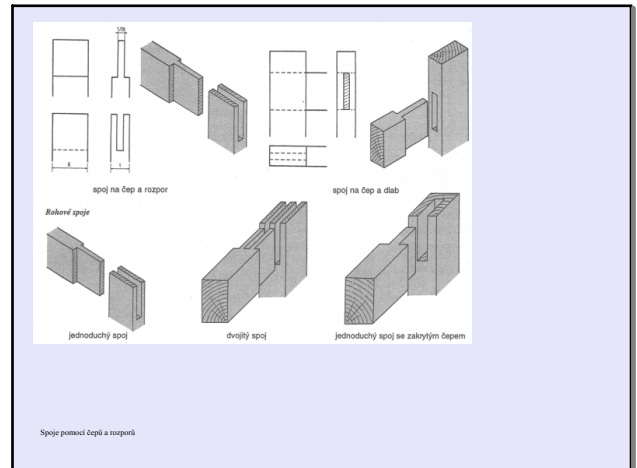 spoj na čep a rozpor
spoj na čep a dlab
Rohové spoje
jednoduchý spoj
dvojitý spoj
jednoduchý spoj se zakrytým čepem
Spoje pomocí čepů a rozporů